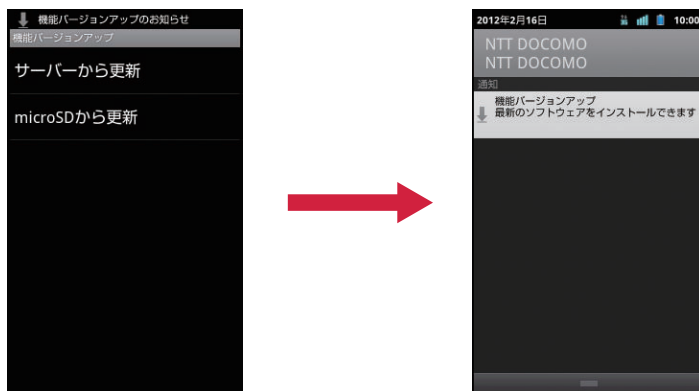 機能バージョンアップのお知らせ
機能バージョンアップ
サーバーから更新
microSDから更新
2012年2月16日 10:00
NTT DOCOMO
NTT DOCOMO
通知
機能バージョンアップ
最新のソフトウェアをインストールできます